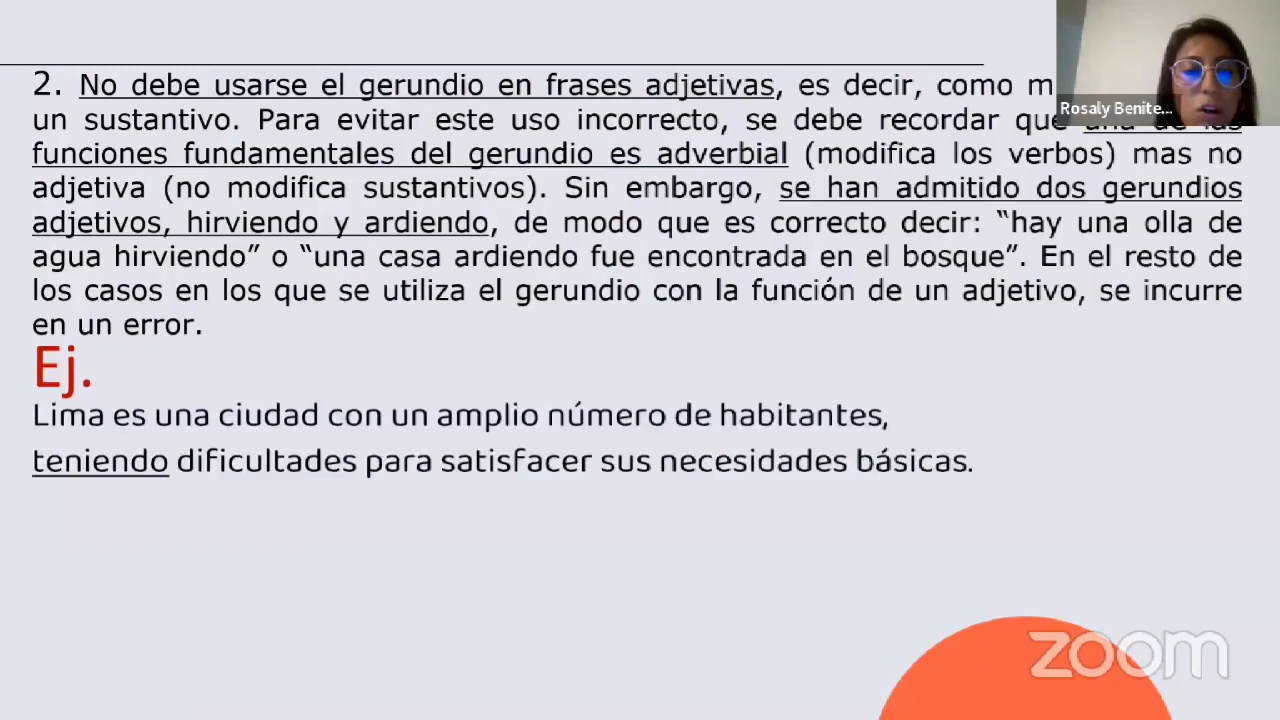 2. No debe usarse el gerundio en frases adjetivas, es decir, como
un sustantivo. Para evitar este uso incorrecto, se debe recordar que una de las
funciones fundamentales del gerundio es adverbial (modifica los verbos) mas no
adjetiva (no modifica sustantivos). Sin embargo, se han admitido dos gerundios
adjetivos, hirviendo y ardiendo, de modo que es correcto decir: “hay una olla de
agua hirviendo” o “una casa ardiendo fue encontrada en el bosque”. En el resto de
los casos en los que se utiliza el gerundio con la función de un adjetivo, se incurre
en un error.
Ej.
Lima es una ciudad con un amplio número de habitantes,
teniendo dificultades para satisfacer sus necesidades básicas.
Rosaly Benite...
zoom